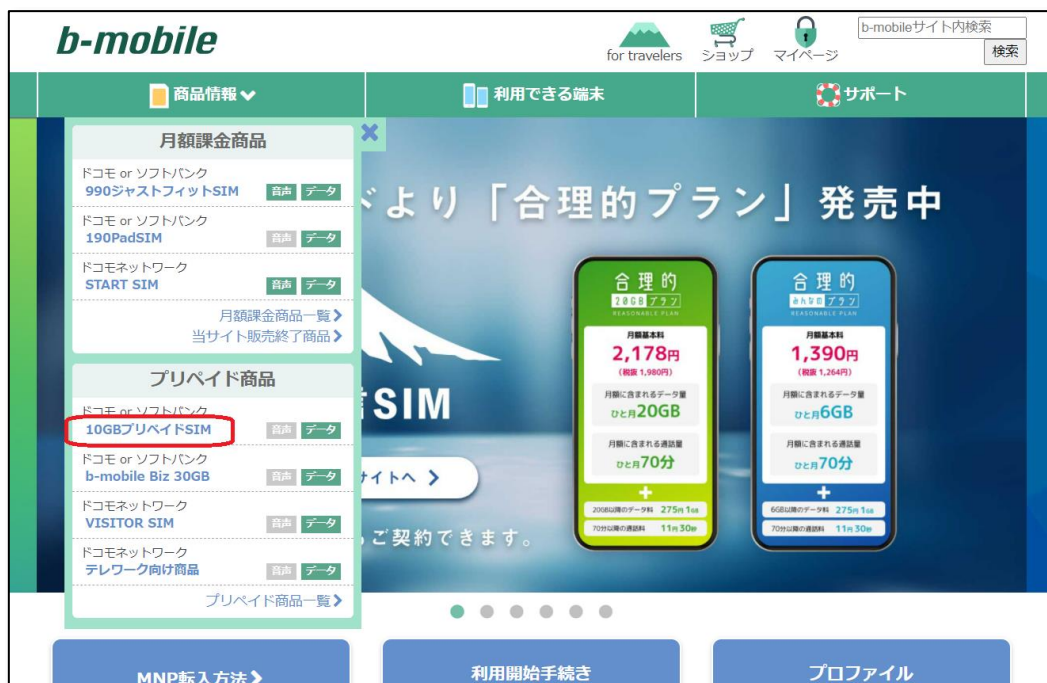 b-mobile
for travelers
ショップ
マイページ
b-mobileサイト内検索
検索
商品情報
利用できる端末
サポート
月額課金商品
ドコモ or ソフトバンク
990ジャストフィットSIM 音声 データ
ドコモ or ソフトバンク
190PadSIM 音声 データ
ドコモネットワーク
START SIM 音声 データ
月額課金商品一覧
当サイト販売終了商品
プリペイド商品
ドコモ or ソフトバンク
10GBプリペイドSIM 音声 データ
ドコモ or ソフトバンク
b-mobile Biz 30GB 音声 データ
ドコモネットワーク
VISITOR SIM 音声 データ
ドコモネットワーク
テレワーク向け商品 音声 データ
プリペイド商品一覧
より「合理的プラン」発売中
SIM
サイトへ
ご契約できます。
合理的
20GBプラン
REASONABLE PLAN
月額基本料
2,178円
(税抜 1,980円)
月額に含まれるデータ量
ひと月20GB
月額に含まれる通話量
ひと月70分
+
20GB以降のデータ料 275円1GB
70分以降の通話料 11円30秒
合理的
みんなのプラン
REASONABLE PLAN
月額基本料
1,390円
(税抜 1,264円)
月額に含まれるデータ量
ひと月6GB
月額に含まれる通話量
ひと月70分
+
6GB以降のデータ料 275円1GB
70分以降の通話料 11円30秒
MNP転入方法
利用開始手続き
プロファイル